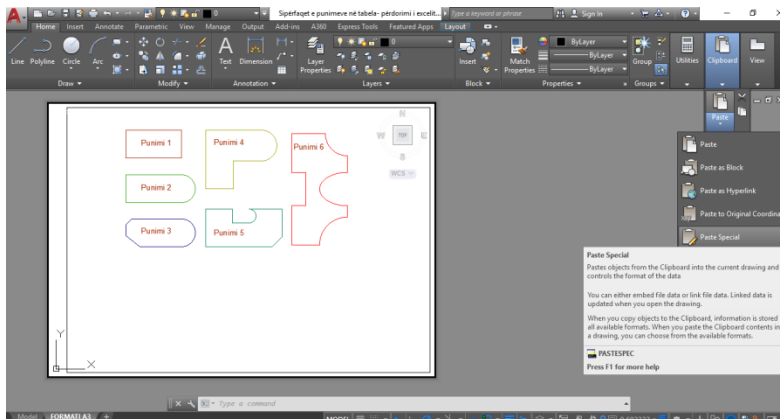 Sipërfaqet e punimeve në tabela- përdorimi i excelit...
Type a keyword or phrase
Sign In
Home Insert Annotate Parametric View Manage Output Add-ins A360 Express Tools Featured Apps Layout
Line Polyline Circle Arc
Text Dimension
Layer Properties
0
Insert
Match Properties
ByLayer
ByLayer
ByLayer
Group
Utilities
Clipboard
View
Draw Modify Annotation Layers Block Properties Groups
Paste
Paste
Paste as Block
Paste as Hyperlink
Paste to Original Coordina
Paste Special
Paste Special
Pastes objects from the Clipboard into the current drawing and
controls the format of the data
You can either embed file data or link file data. Linked data is
updated when you open the drawing.
When you copy objects to the Clipboard, information is stored
all available formats. When you paste the Clipboard contents in
a drawing, you can choose from the available formats.
PASTESPEC
Press F1 for more help
Punimi 1
Punimi 2
Punimi 3
Punimi 4
Punimi 5
Punimi 6
N
W TOP E
S
WCS
Y
X
Type a command
Model FORMATI A3 +
MODEL